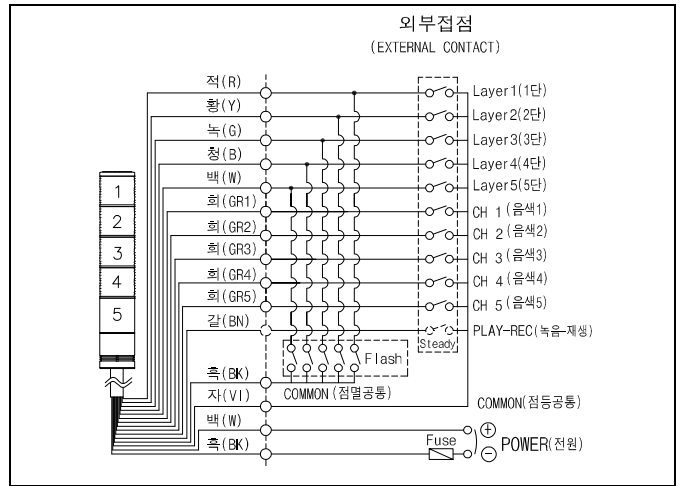 외부접점
(EXTERNAL CONTACT)
적(R)
Layer1(1단)
황(Y)
Layer2(2단)
녹(G)
Layer3(3단)
청(B)
Layer4(4단)
백(W)
Layer5(5단)
회(GR1)
CH 1(음색1)
회(GR2)
CH 2(음색2)
회(GR3)
CH 3(음색3)
회(GR4)
CH 4(음색4)
회(GR5)
CH 5(음색5)
갈(BN)
PLAY-REC(녹음-재생)
Steady
1
2
3
4
5
Flash
흑(BK)
COMMON(점멸공통)
자(VI)
COMMON(점등공통)
백(W)
+
Fuse
POWER(전원)
흑(BK)
-